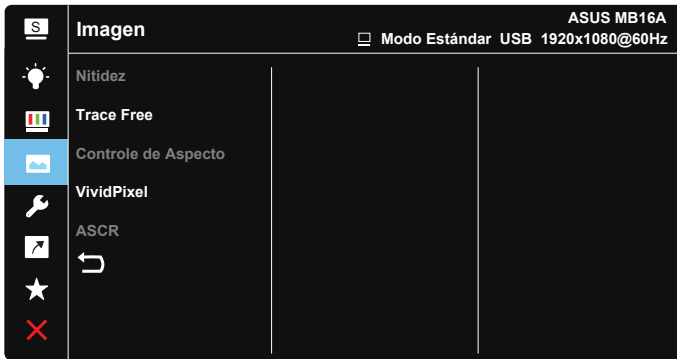 S
Imagen
ASUS MB16A
Modo Estándar USB 1920x1080@60Hz
Nitidez
Trace Free
Controle de Aspecto
VividPixel
ASCR